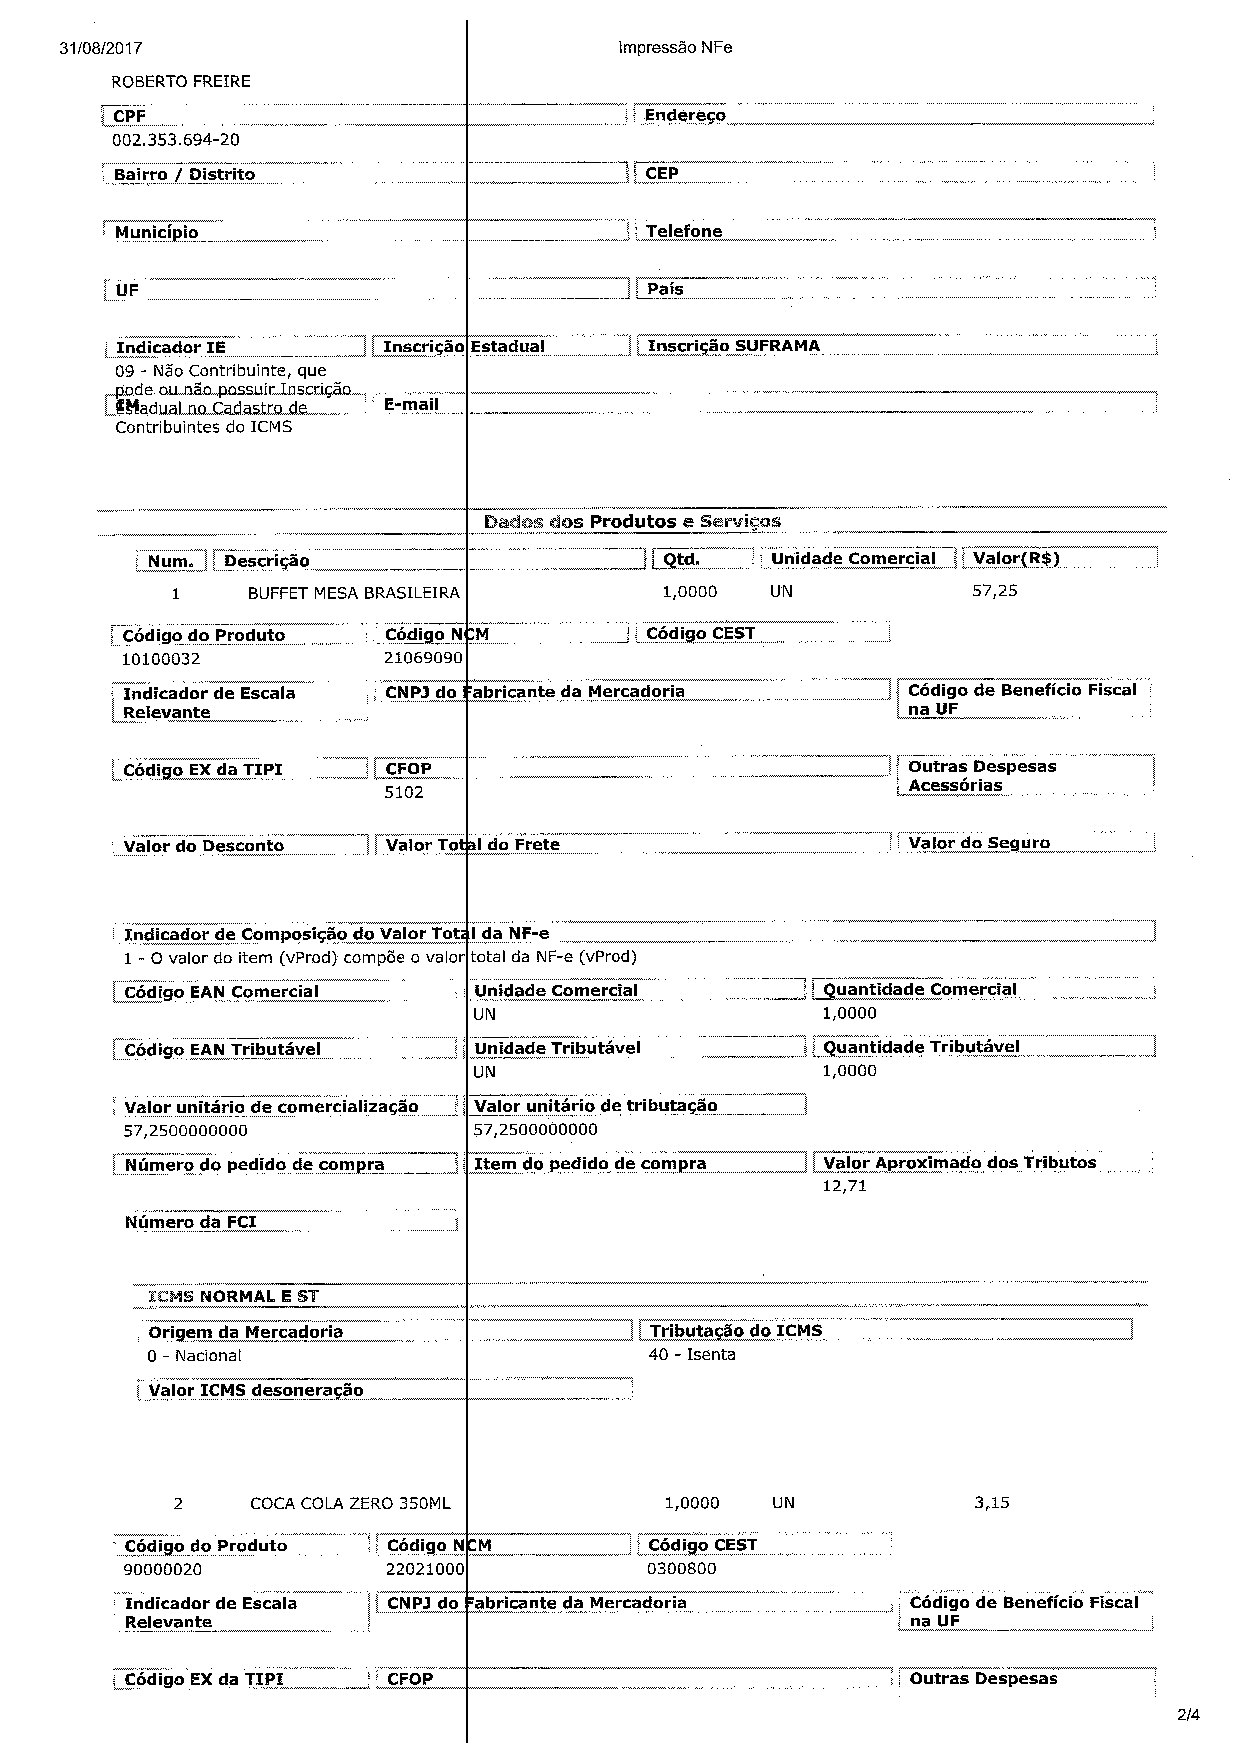 31/08/2017 Impressão NFe
ROBERTO FREIRE
CPF Endereço
002.353.694-20
Bairro / Distrito CEP
Município Telefone
UF País
Indicador IE Inscrição Estadual Inscrição SUFRAMA
09 - Não Contribuinte, que
pode ou não possuir Inscrição
Estadual no Cadastro de
IM E-mail
Contribuintes do ICMS
Dados dos Produtos e Serviços
Num. Descrição Qtd. Unidade Comercial Valor(R$)
1 BUFFET MESA BRASILEIRA 1,0000 UN 57,25
Código do Produto Código NCM Código CEST
10100032 21069090
Indicador de Escala CNPJ do Fabricante da Mercadoria Código de Benefício Fiscal
Relevante na UF
Código EX da TIPI CFOP Outras Despesas
5102 Acessórias
Valor do Desconto Valor Total do Frete Valor do Seguro
Indicador de Composição do Valor Total da NF-e
1 - O valor do item (vProd) compõe o valor total da NF-e (vProd)
Código EAN Comercial Unidade Comercial Quantidade Comercial
UN 1,0000
Código EAN Tributável Unidade Tributável Quantidade Tributável
UN 1,0000
Valor unitário de comercialização Valor unitário de tributação
57,2500000000 57,2500000000
Número do pedido de compra Item do pedido de compra Valor Aproximado dos Tributos
12,71
Número da FCI
ICMS NORMAL E ST
Origem da Mercadoria Tributação do ICMS
0 - Nacional 40 - Isenta
Valor ICMS desoneração
2 COCA COLA ZERO 350ML 1,0000 UN 3,15
Código do Produto Código NCM Código CEST
90000020 22021000 0300800
Indicador de Escala CNPJ do Fabricante da Mercadoria Código de Benefício Fiscal
Relevante na UF
Código EX da TIPI CFOP Outras Despesas
2/4